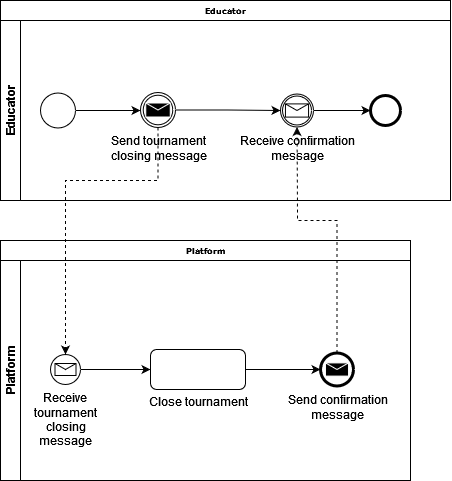 Educator
Educator
Send tournament
closing message
Receive confirmation
message
Platform
Platform
Receive
tournament
closing
message
Close tournament
Send confirmation
message